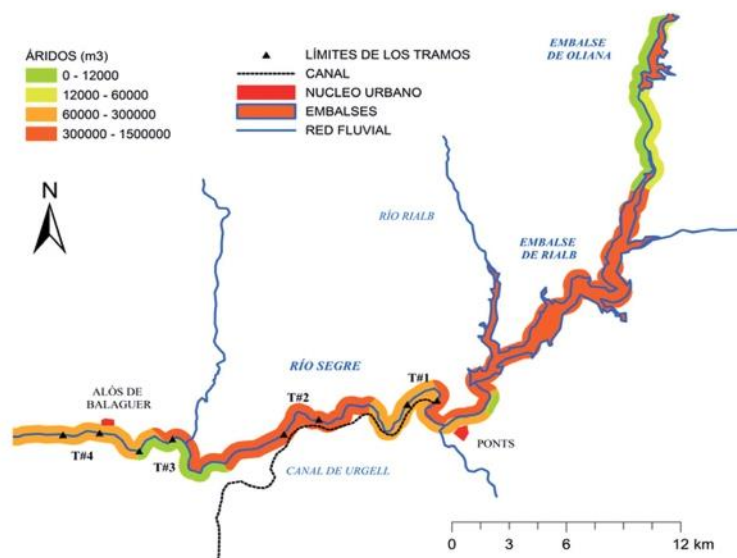 ÁRIDOS (m3)
0 - 12000
12000 - 60000
60000 - 300000
300000 - 1500000
LÍMITES DE LOS TRAMOS
CANAL
NUCLEO URBANO
EMBALSES
RED FLUVIAL
EMBALSE
DE OLIANA
N
RÍO RIALB
EMBALSE
DE RIALB
RÍO SEGRE
T#1
T#2
ALÒS DE
BALAGUER
PONTS
T#4
T#3
CANAL DE URGELL
0 3 6 12 km